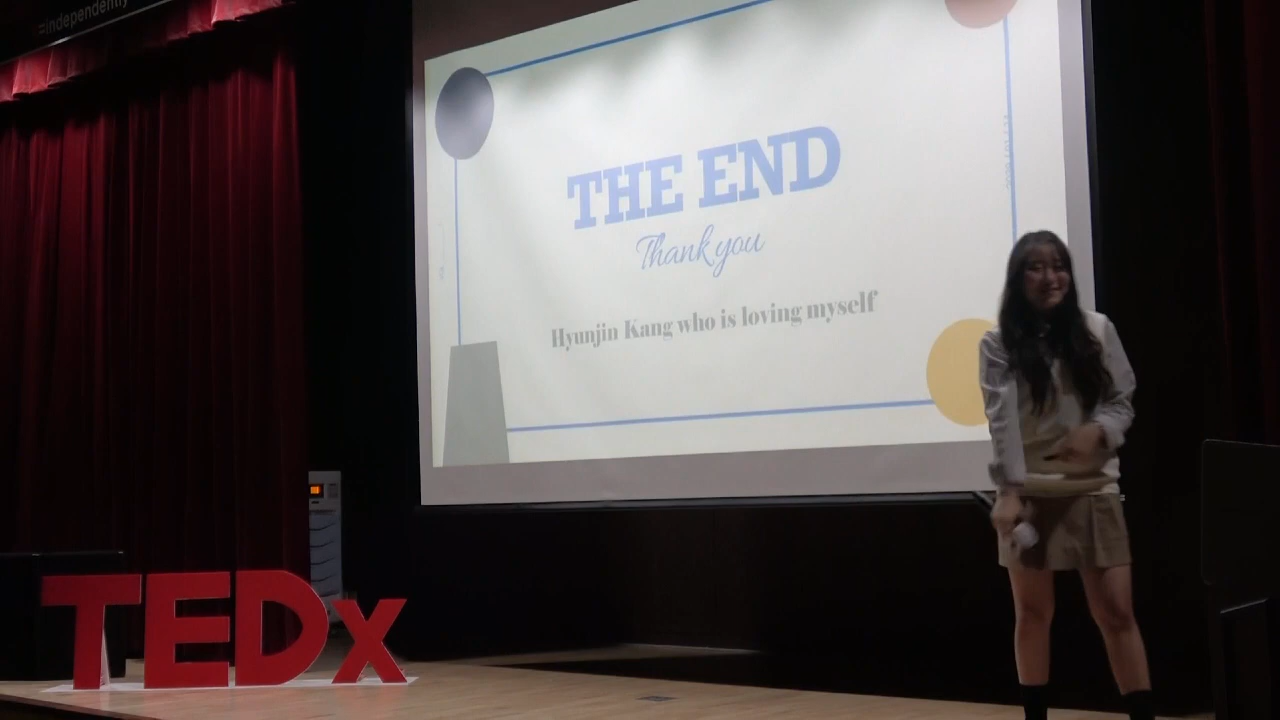 =independently
THE END
Thank you
Hyunjin Kang who is loving myself
TEDx